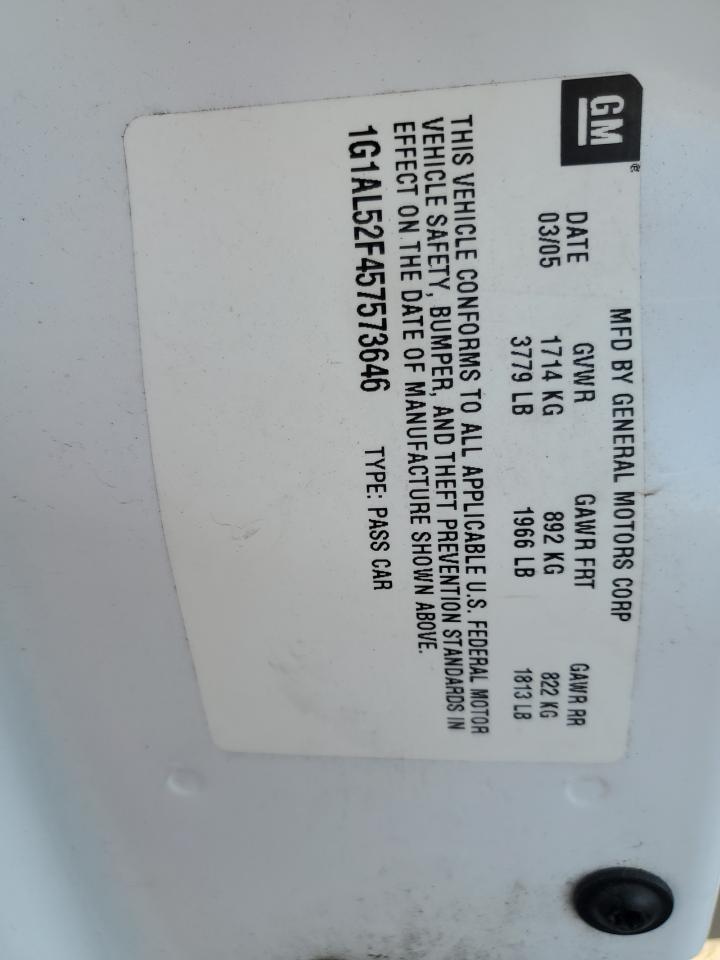 GM
MFD BY GENERAL MOTORS CORP
DATE GVWR GAWR FRT GAWR RR
03/05 1714 KG 892 KG 822 KG
3779 LB 1966 LB 1813 LB
THIS VEHICLE CONFORMS TO ALL APPLICABLE U.S. FEDERAL MOTOR
VEHICLE SAFETY, BUMPER, AND THEFT PREVENTION STANDARDS IN
EFFECT ON THE DATE OF MANUFACTURE SHOWN ABOVE.
1G1AL52F457573646 TYPE: PASS CAR